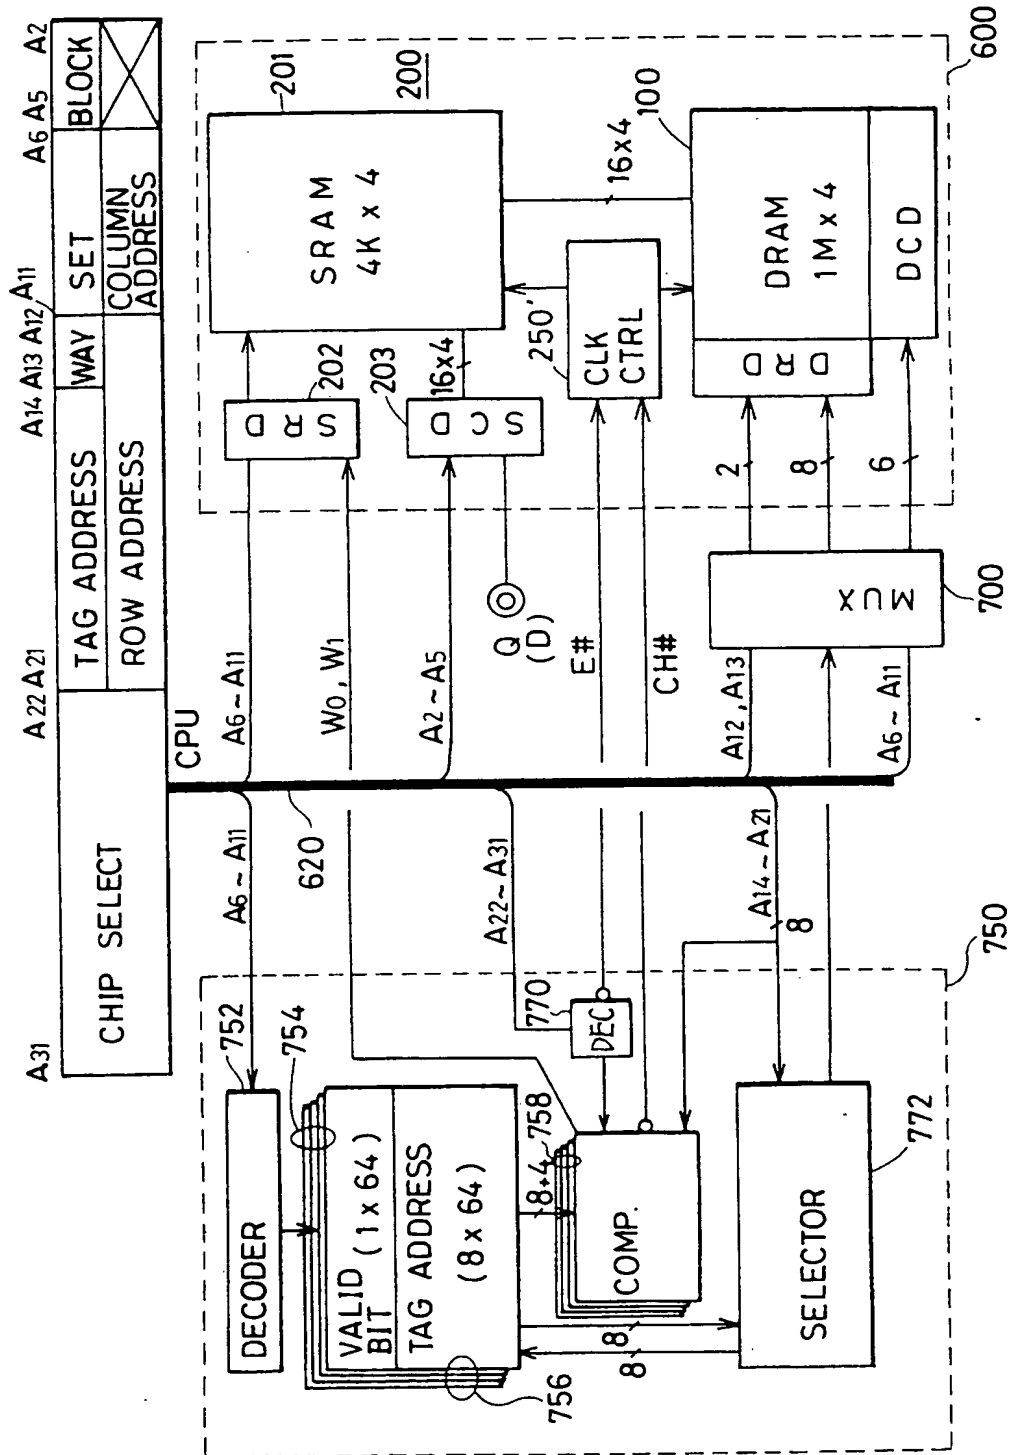 A31
A22 A21
A14 A13 A12 A11
A6 A5
A2
CHIP SELECT
TAG ADDRESS
WAY
SET
BLOCK
ROW ADDRESS
COLUMN ADDRESS
CPU
752
DECODER
A6~A11
A6~A11
754
VALID BIT (1 x 64)
TAG ADDRESS (8 x 64)
756
620
W0, W1
A2~A5
A22~A31
770
DEC
8+4
758
COMP.
8
8
A14~A21
8
SELECTOR
772
750
SRD
202
203
SCD
16x4
SRAM
4K x 4
201
200
Q
(D)
E#
CH#
250'
CLK
CTRL
16x4
100
DRAM
1M x 4
DRD
DCD
A12, A13
A6~A11
MUX
700
2
8
6
600